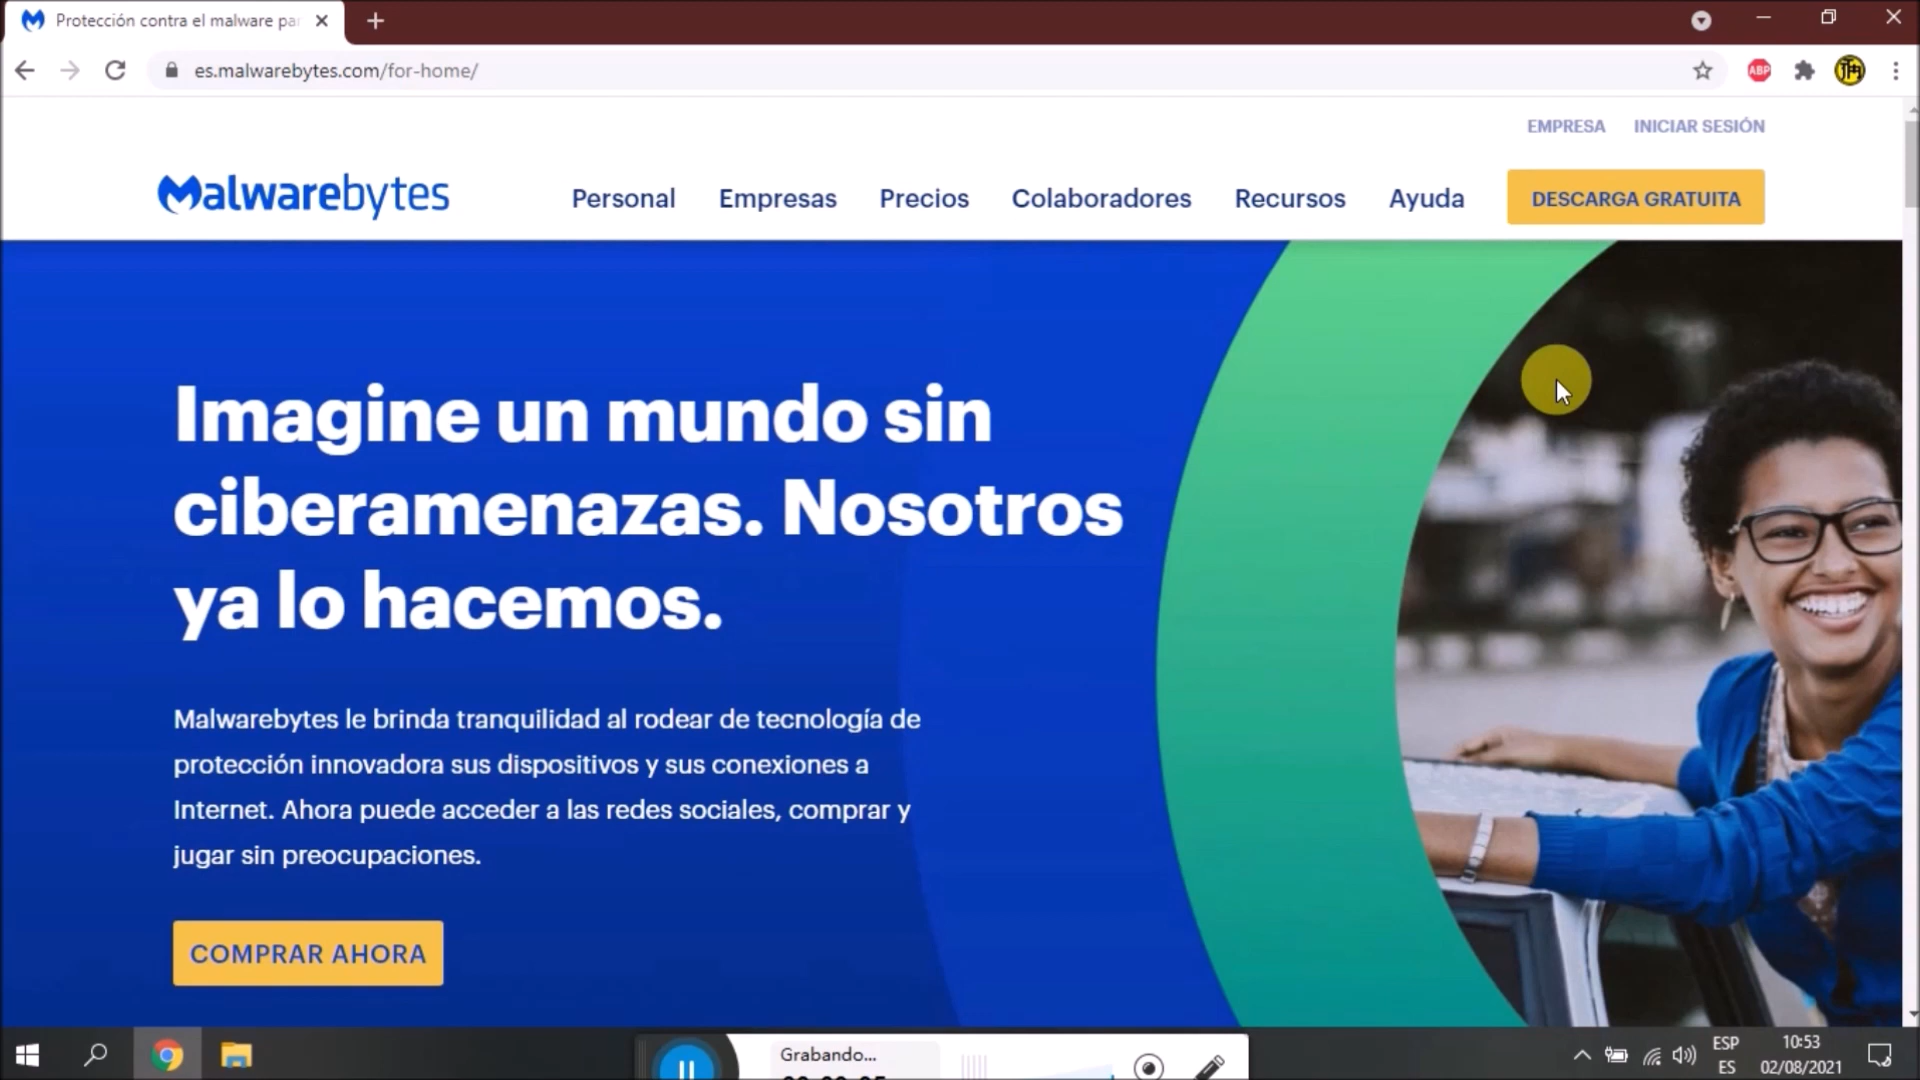 Protección contra el malware par
es.malwarebytes.com/for-home/
ABP
EMPRESA INICIAR SESIÓN
Malwarebytes Personal Empresas Precios Colaboradores Recursos Ayuda DESCARGA GRATUITA
Imagine un mundo sin
ciberamenazas. Nosotros
ya lo hacemos.
Malwarebytes le brinda tranquilidad al rodear de tecnología de
protección innovadora sus dispositivos y sus conexiones a
Internet. Ahora puede acceder a las redes sociales, comprar y
jugar sin preocupaciones.
COMPRAR AHORA
Grabando...
ESP
ES
10:53
02/08/2021